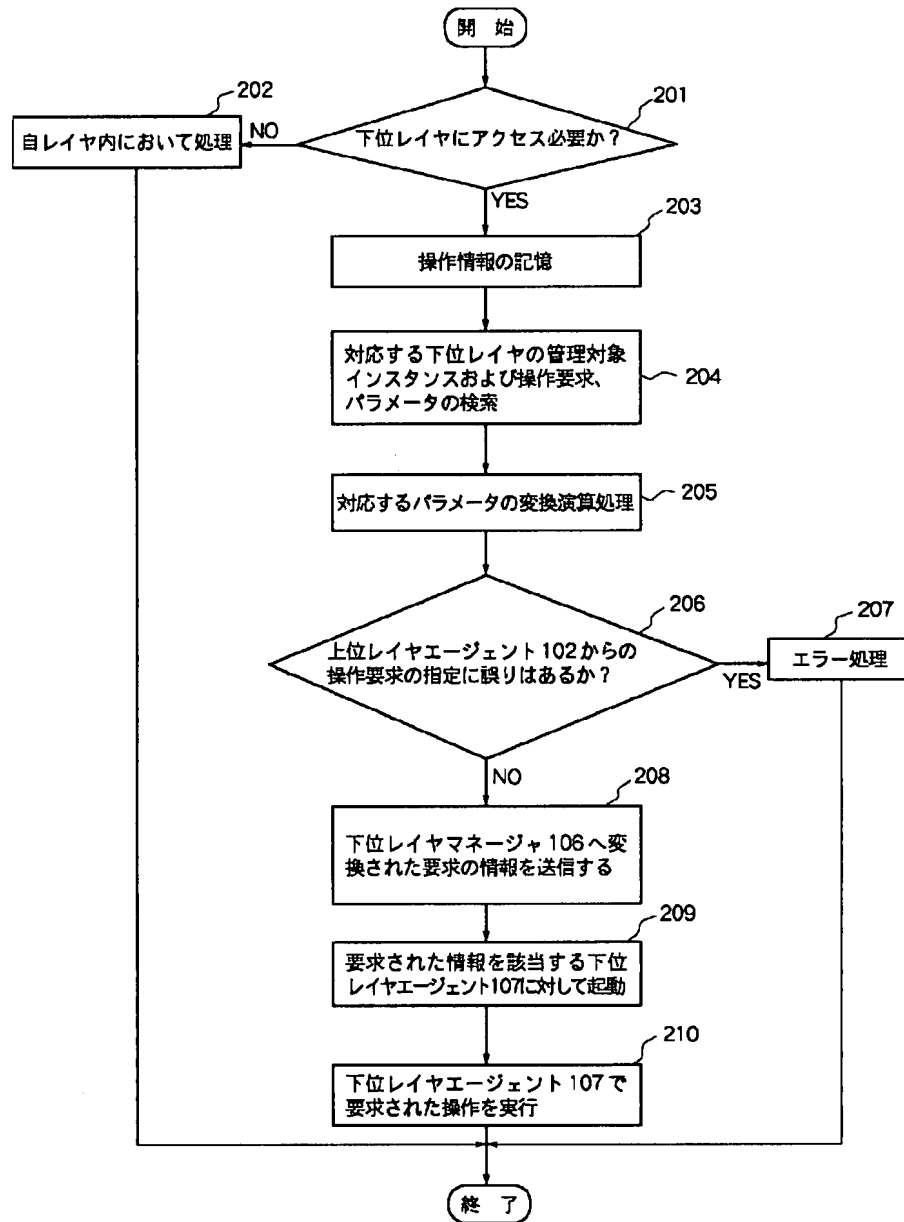 開 始
201
下位レイヤにアクセス必要か？
NO
202
自レイヤ内において処理
YES
203
操作情報の記憶
204
対応する下位レイヤの管理対象
インスタンスおよび操作要求、
パラメータの検索
205
対応するパラメータの変換演算処理
206
上位レイヤエージェント102からの
操作要求の指定に誤りはあるか？
YES
207
エラー処理
NO
208
下位レイヤマネージャ106へ変
換された要求の情報を送信する
209
要求された情報を該当する下位
レイヤエージェント107に対して起動
210
下位レイヤエージェント107で
要求された操作を実行
終 了